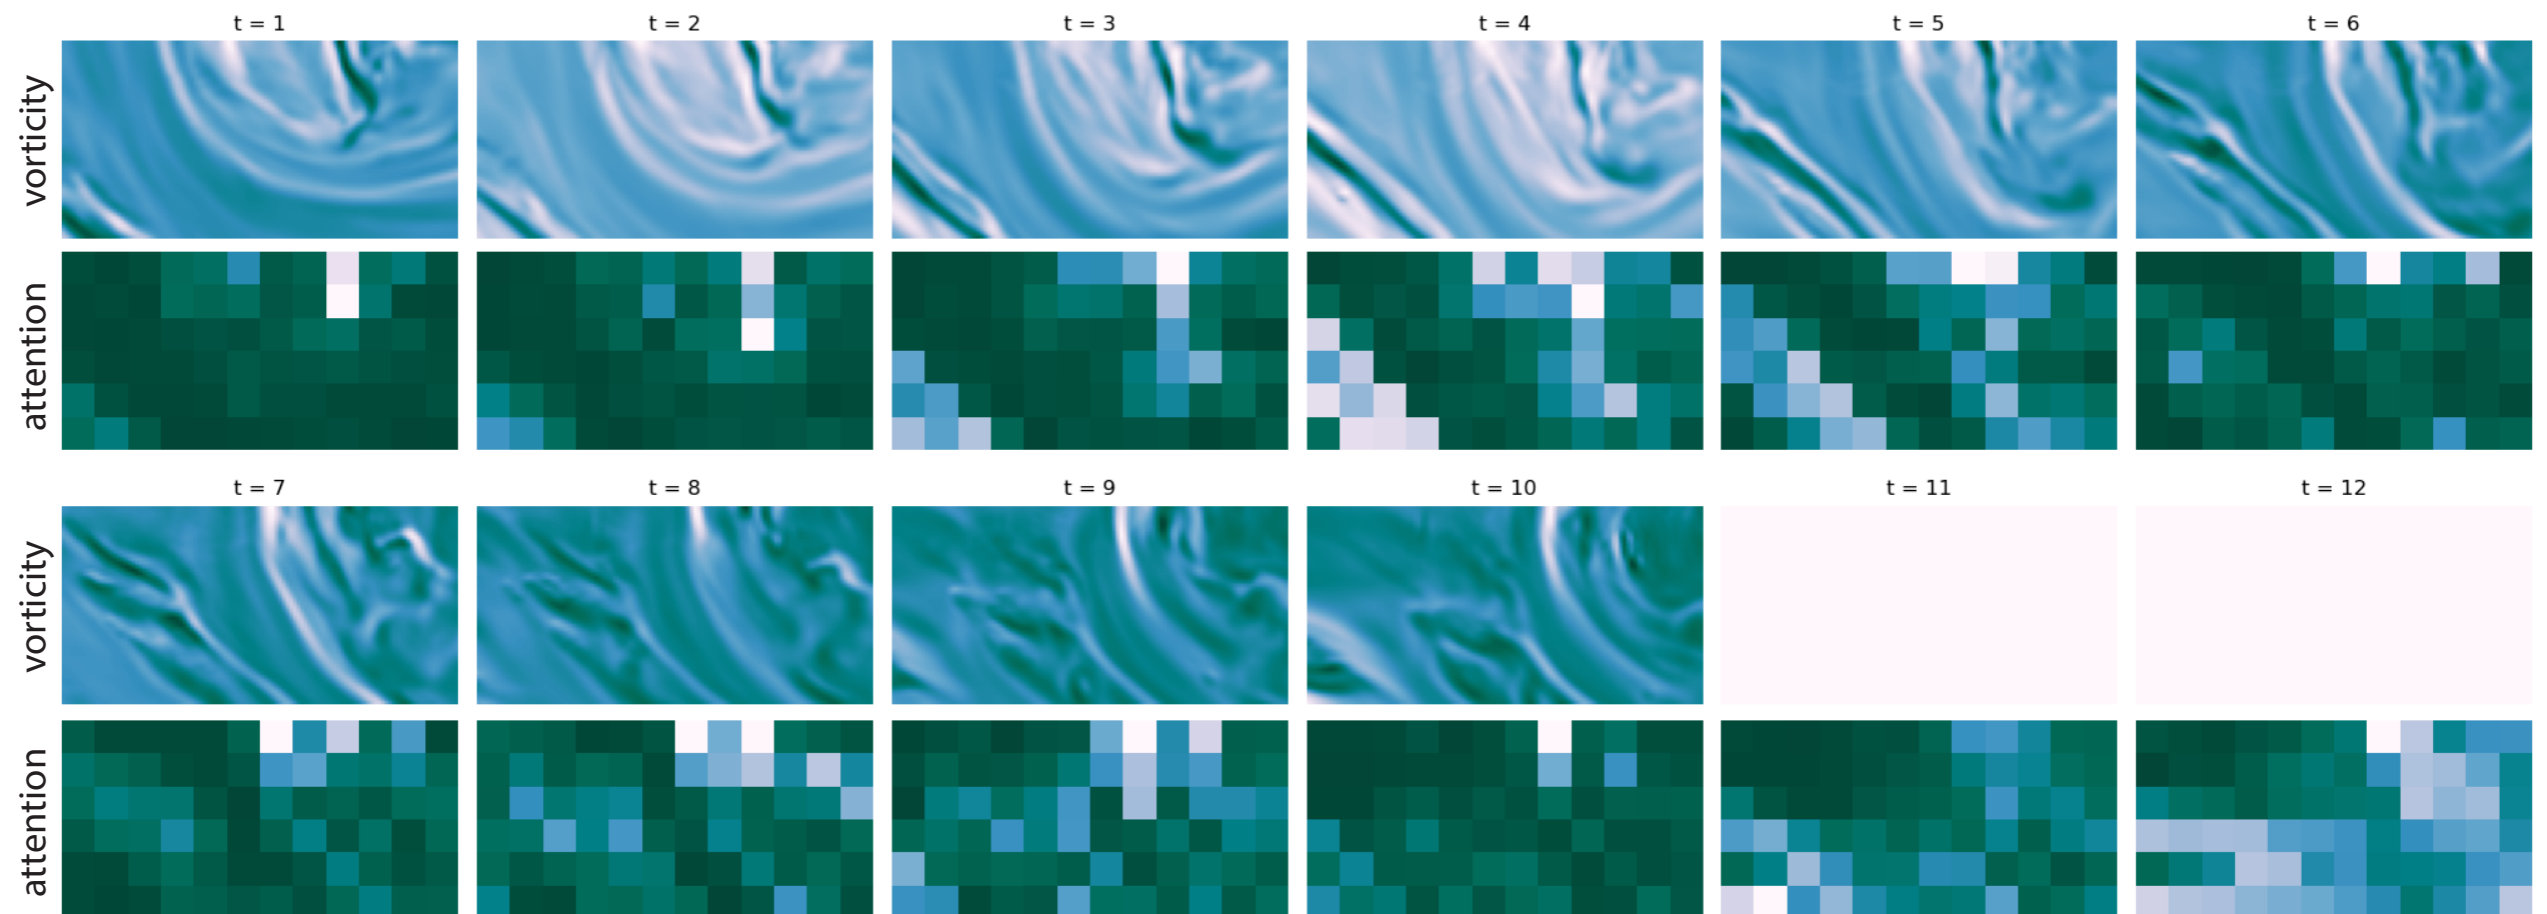 t = 1 t = 2 t = 3 t = 4 t = 5 t = 6
vorticity
attention
t = 7 t = 8 t = 9 t = 10 t = 11 t = 12
vorticity
attention